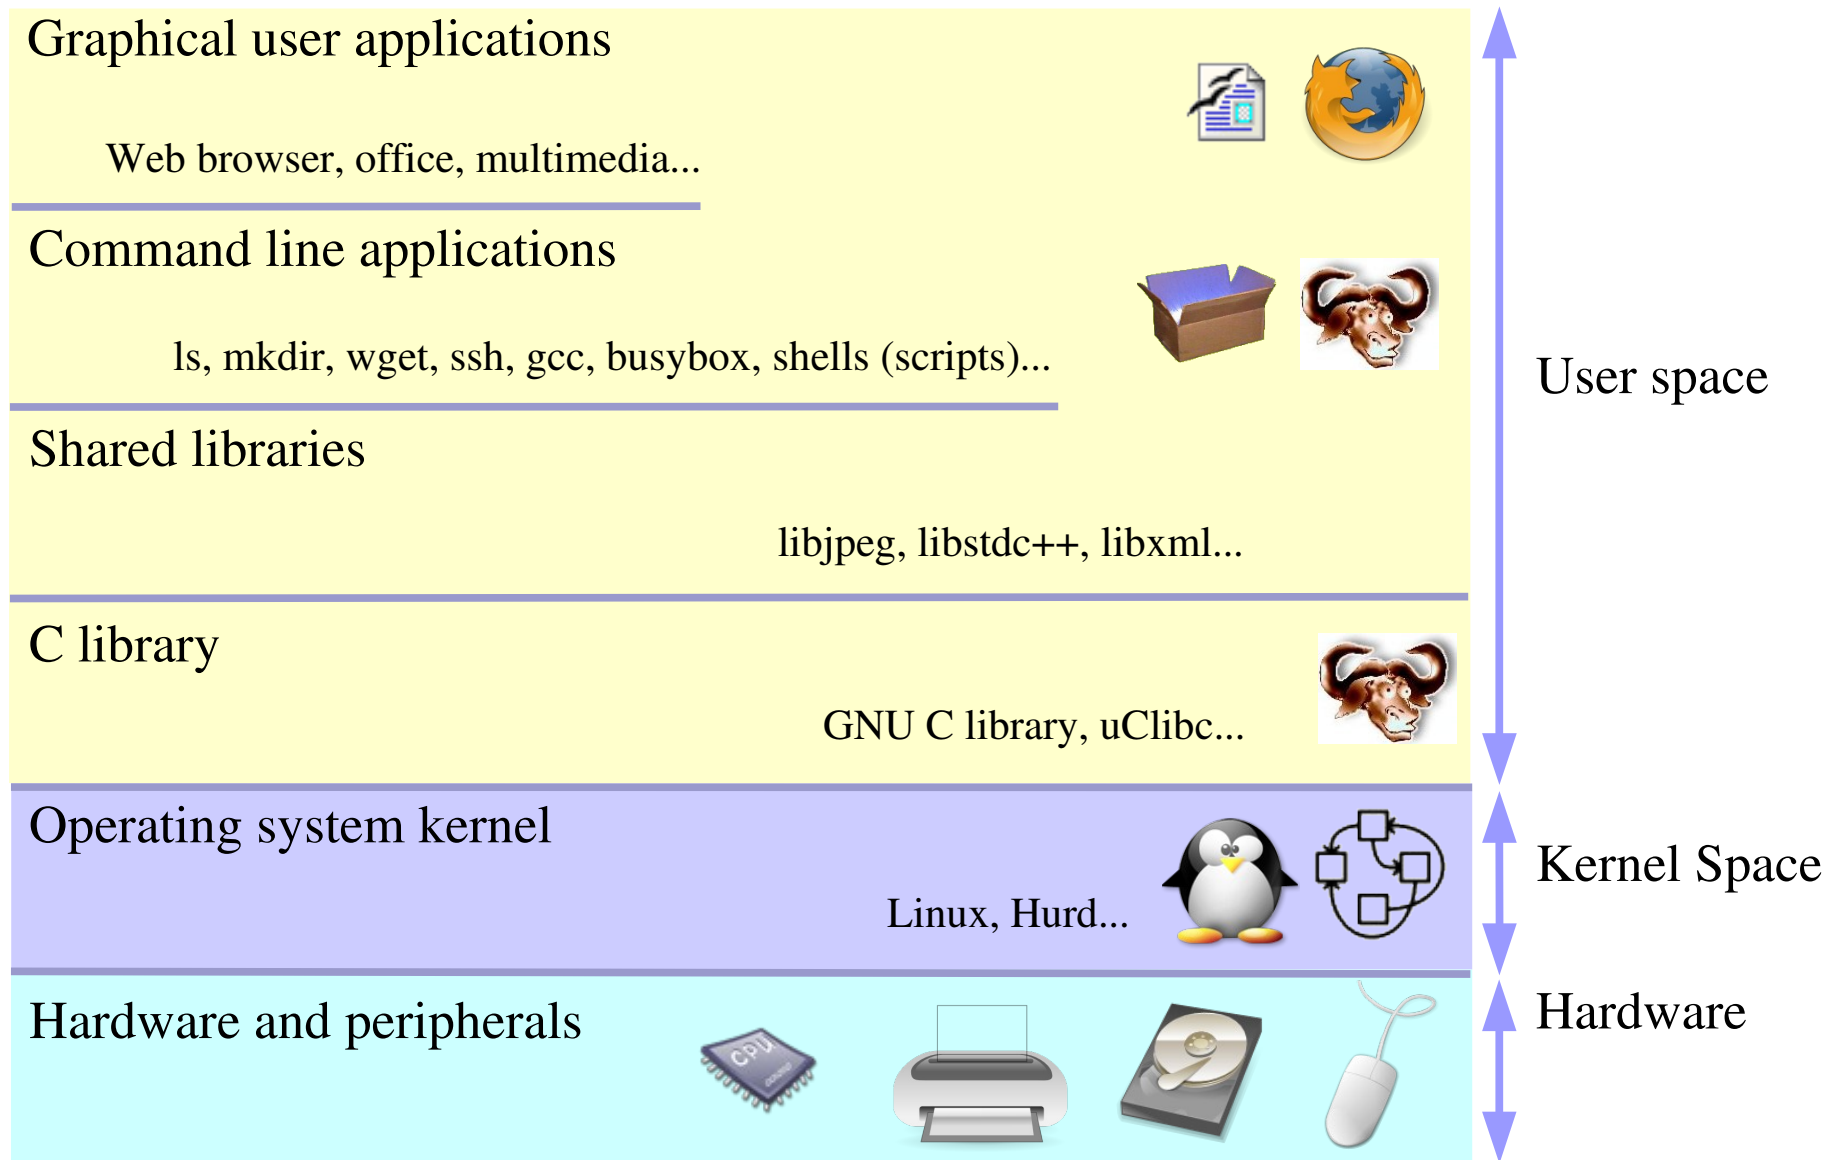 Graphical user applications
Web browser, office, multimedia...
Command line applications
ls, mkdir, wget, ssh, gcc, busybox, shells (scripts)...
User space
Shared libraries
libjpeg, libstdc++, libxml...
C library
GNU C library, uClibc...
Operating system kernel
Kernel Space
Linux, Hurd...
Hardware and peripherals
Hardware
CPU